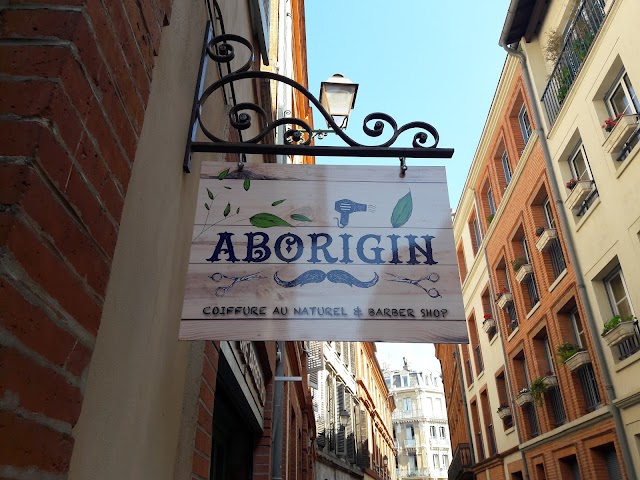 ABORIGIN
COIFFURE AU NATUREL & BARBER SHOP